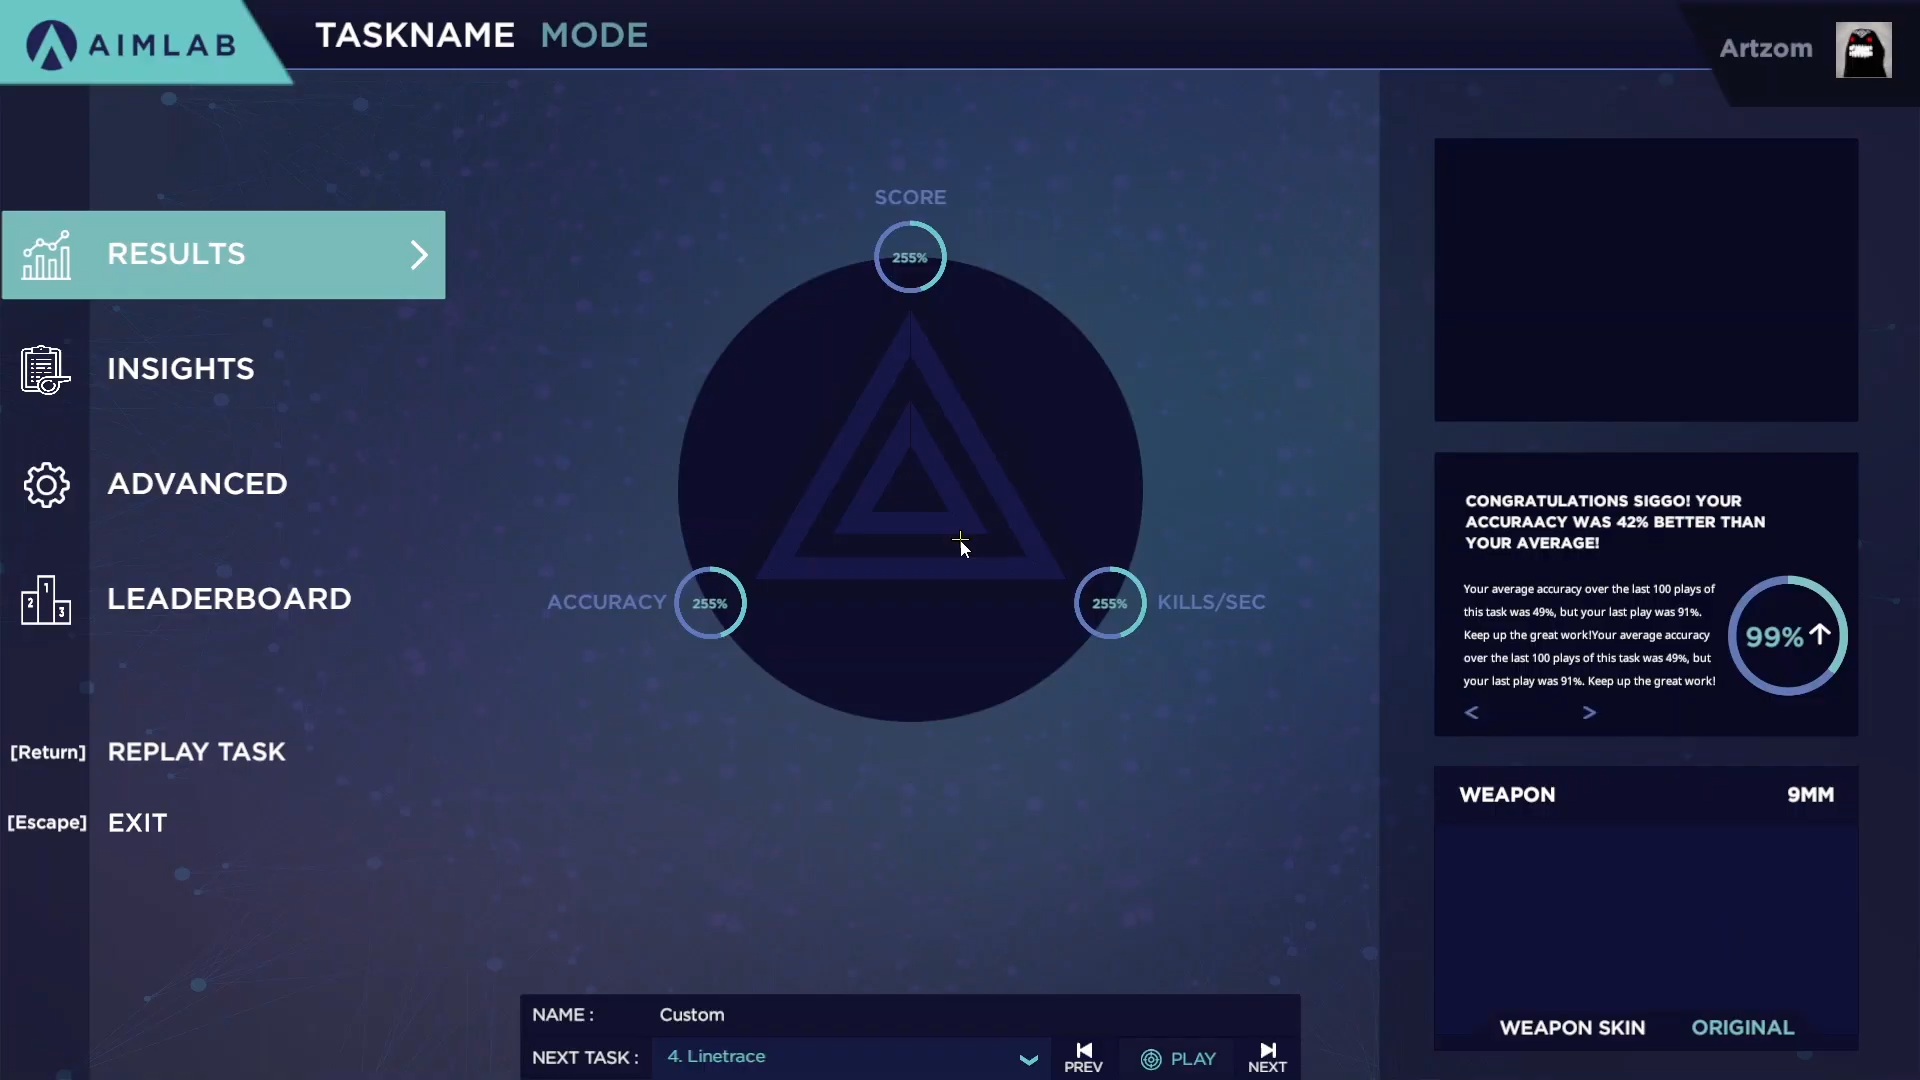 AIMLAB
TASKNAME MODE
Artzom
RESULTS
INSIGHTS
ADVANCED
LEADERBOARD
[Return] REPLAY TASK
[Escape] EXIT
SCORE
255%
ACCURACY 255%
255% KILLS/SEC
CONGRATULATIONS SIGGO! YOUR
ACCURAACY WAS 42% BETTER THAN
YOUR AVERAGE!
Your average accuracy over the last 100 plays of
this task was 49%, but your last play was 91%.
Keep up the great work!Your average accuracy
over the last 100 plays of this task was 49%, but
your last play was 91%. Keep up the great work!
99%
< >
WEAPON 9MM
WEAPON SKIN ORIGINAL
NAME : Custom
NEXT TASK : 4. Linetrace
PREV PLAY NEXT
1
2
3